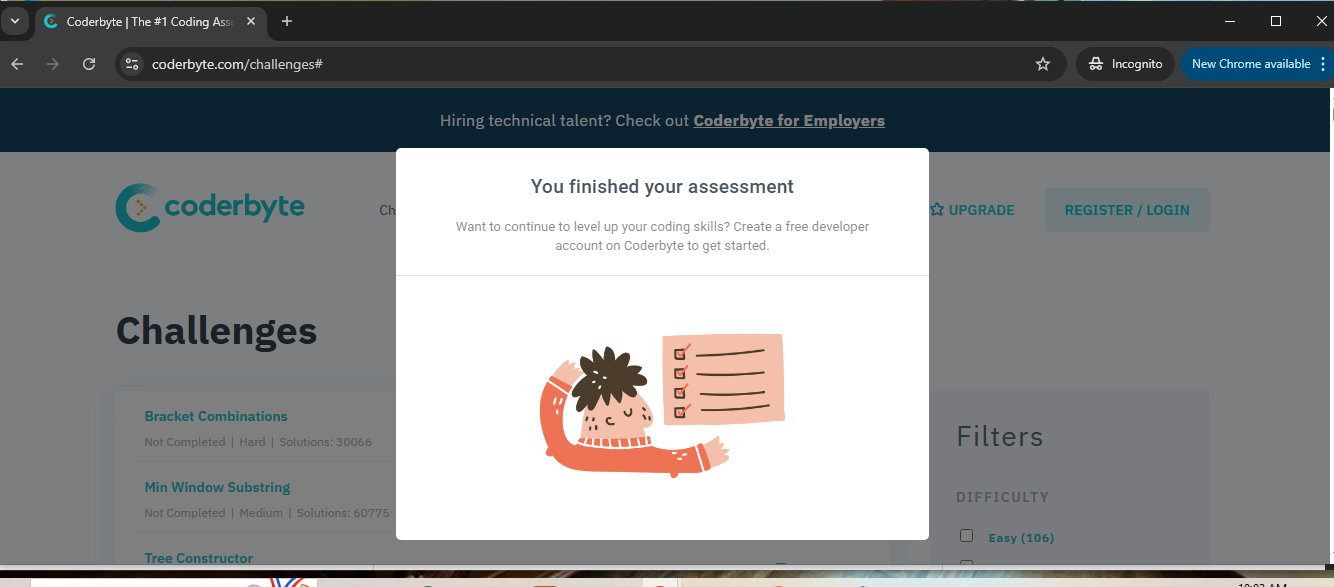 Coderbyte | The #1 Coding Ass
coderbyte.com/challenges#
Incognito
New Chrome available
Hiring technical talent? Check out Coderbyte for Employers
coderbyte
Ch
UPGRADE
REGISTER / LOGIN
You finished your assessment
Want to continue to level up your coding skills? Create a free developer
account on Coderbyte to get started.
Challenges
Bracket Combinations
Not Completed | Hard | Solutions: 30066
Min Window Substring
Not Completed | Medium | Solutions: 60775
Tree Constructor
Filters
DIFFICULTY
Easy (106)